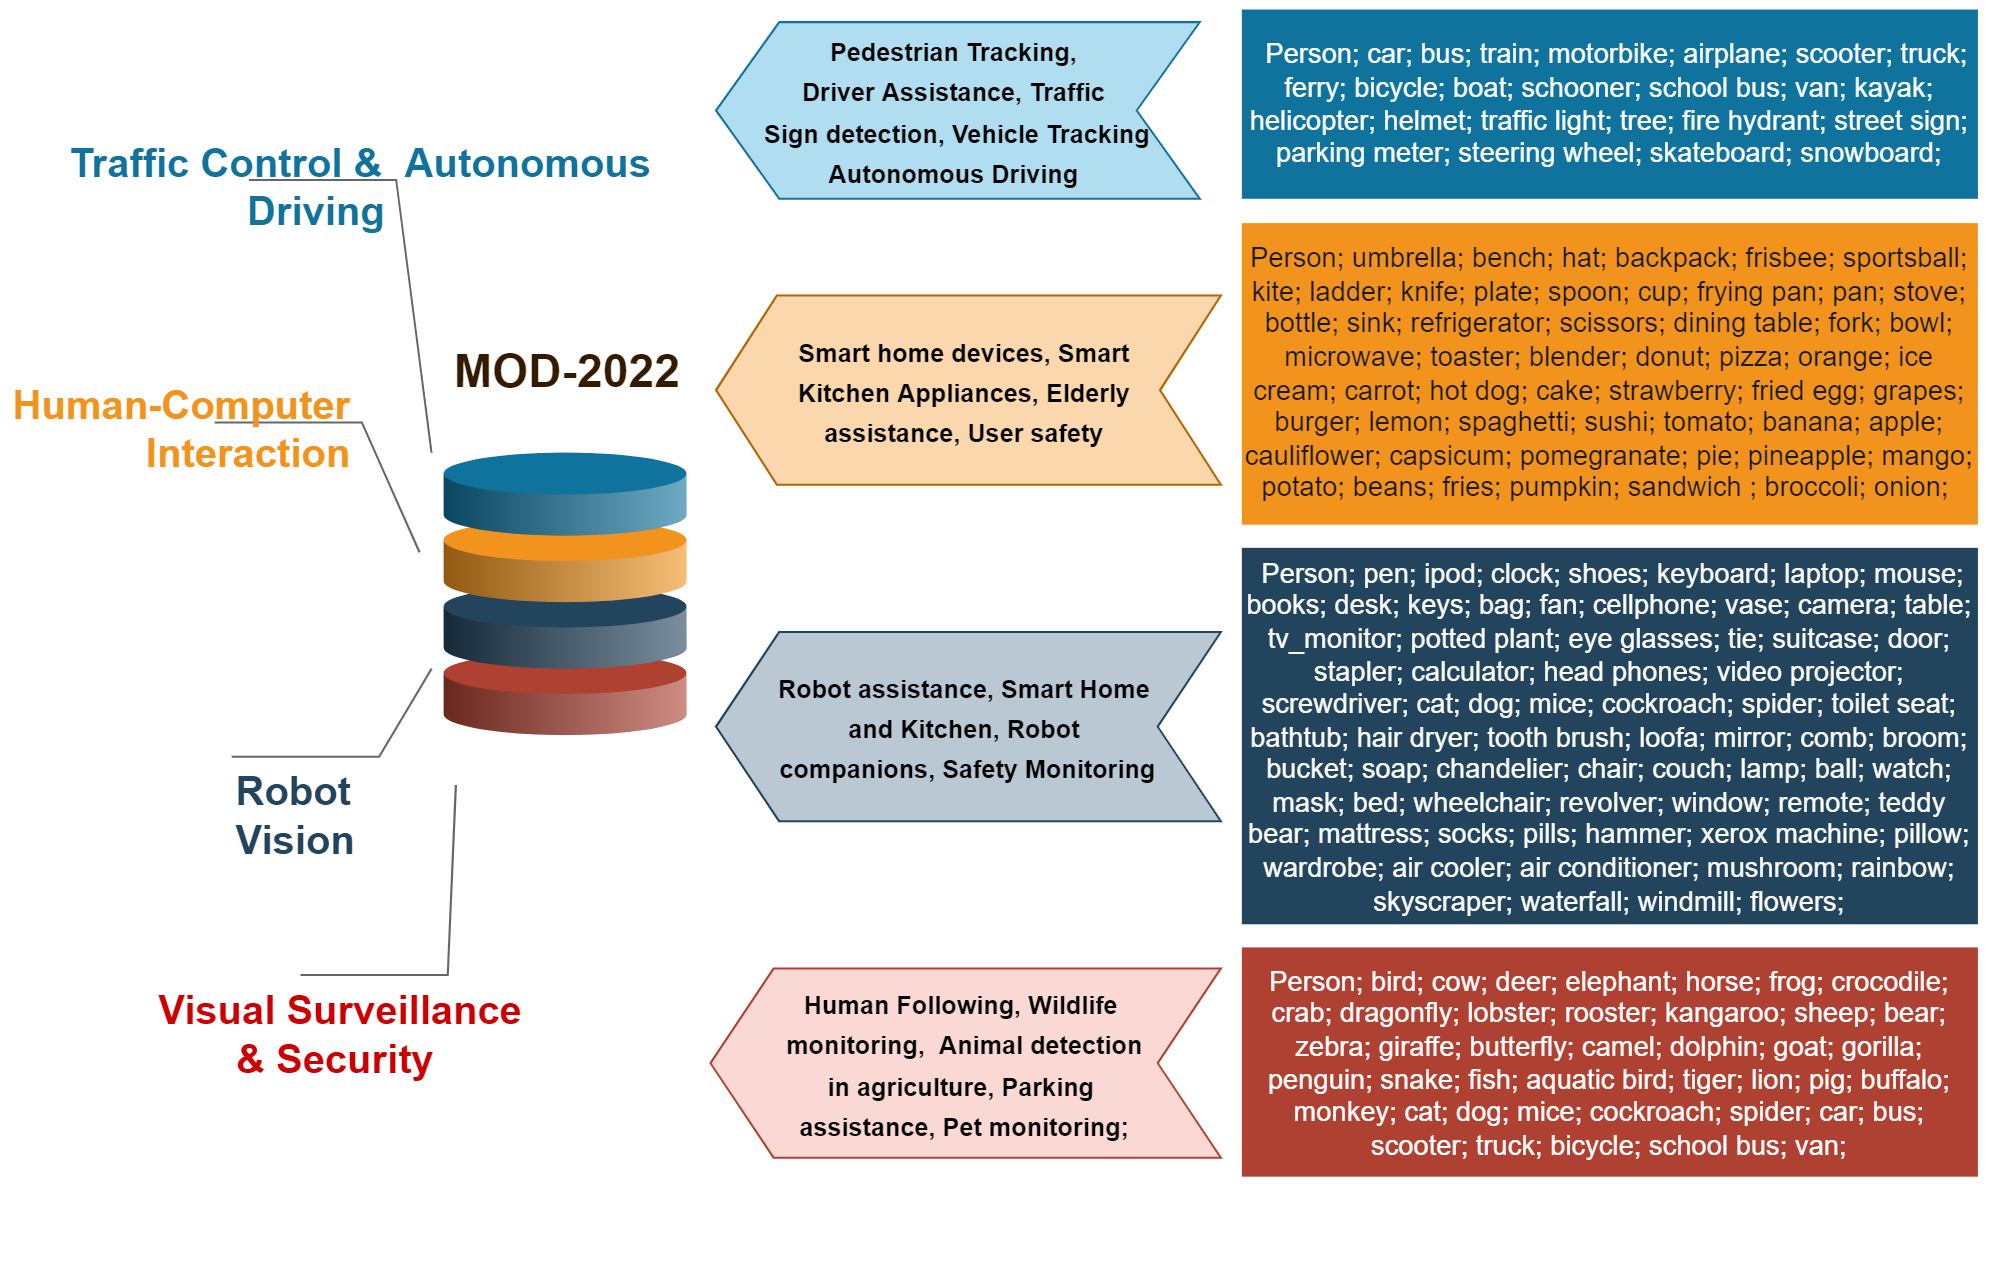 Traffic Control &  Autonomous
Driving
Human-Computer
Interaction
MOD-2022
Robot
Vision
Visual Surveillance
& Security
Pedestrian Tracking,
Driver Assistance, Traffic
Sign detection, Vehicle Tracking
Autonomous Driving
Person; car; bus; train; motorbike; airplane; scooter; truck;
ferry; bicycle; boat; schooner; school bus; van; kayak;
helicopter; helmet; traffic light; tree; fire hydrant; street sign;
parking meter; steering wheel; skateboard; snowboard;
Smart home devices, Smart
Kitchen Appliances, Elderly
assistance, User safety
Person; umbrella; bench; hat; backpack; frisbee; sportsball;
kite; ladder; knife; plate; spoon; cup; frying pan; pan; stove;
bottle; sink; refrigerator; scissors; dining table; fork; bowl;
microwave; toaster; blender; donut; pizza; orange; ice
cream; carrot; hot dog; cake; strawberry; fried egg; grapes;
burger; lemon; spaghetti; sushi; tomato; banana; apple;
cauliflower; capsicum; pomegranate; pie; pineapple; mango;
potato; beans; fries; pumpkin; sandwich ; broccoli; onion;
Robot assistance, Smart Home
and Kitchen, Robot
companions, Safety Monitoring
Person; pen; ipod; clock; shoes; keyboard; laptop; mouse;
books; desk; keys; bag; fan; cellphone; vase; camera; table;
tv_monitor; potted plant; eye glasses; tie; suitcase; door;
stapler; calculator; head phones; video projector;
screwdriver; cat; dog; mice; cockroach; spider; toilet seat;
bathtub; hair dryer; tooth brush; loofa; mirror; comb; broom;
bucket; soap; chandelier; chair; couch; lamp; ball; watch;
mask; bed; wheelchair; revolver; window; remote; teddy
bear; mattress; socks; pills; hammer; xerox machine; pillow;
wardrobe; air cooler; air conditioner; mushroom; rainbow;
skyscraper; waterfall; windmill; flowers;
Human Following, Wildlife
monitoring,  Animal detection
in agriculture, Parking
assistance, Pet monitoring;
Person; bird; cow; deer; elephant; horse; frog; crocodile;
crab; dragonfly; lobster; rooster; kangaroo; sheep; bear;
zebra; giraffe; butterfly; camel; dolphin; goat; gorilla;
penguin; snake; fish; aquatic bird; tiger; lion; pig; buffalo;
monkey; cat; dog; mice; cockroach; spider; car; bus;
scooter; truck; bicycle; school bus; van;